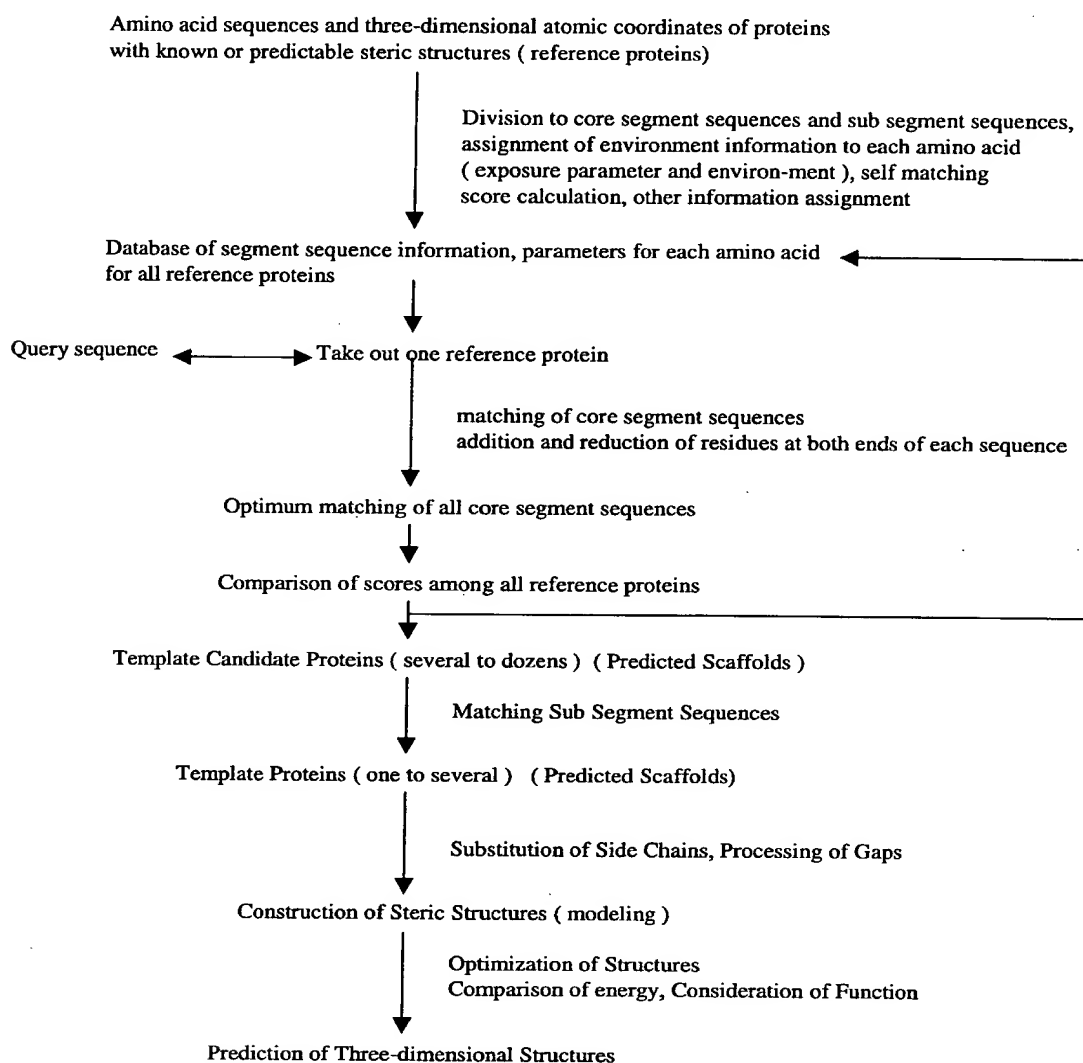 Amino acid sequences and three-dimensional atomic coordinates of proteins
with known or predictable steric structures ( reference proteins)
Division to core segment sequences and sub segment sequences,
assignment of environment information to each amino acid
( exposure parameter and environ-ment ), self matching
score calculation, other information assignment
Database of segment sequence information, parameters for each amino acid
for all reference proteins
Query sequence
Take out one reference protein
matching of core segment sequences
addition and reduction of residues at both ends of each sequence
Optimum matching of all core segment sequences
Comparison of scores among all reference proteins
Template Candidate Proteins ( several to dozens ) ( Predicted Scaffolds )
Matching Sub Segment Sequences
Template Proteins ( one to several ) ( Predicted Scaffolds)
Substitution of Side Chains, Processing of Gaps
Construction of Steric Structures ( modeling )
Optimization of Structures
Comparison of energy, Consideration of Function
Prediction of Three-dimensional Structures